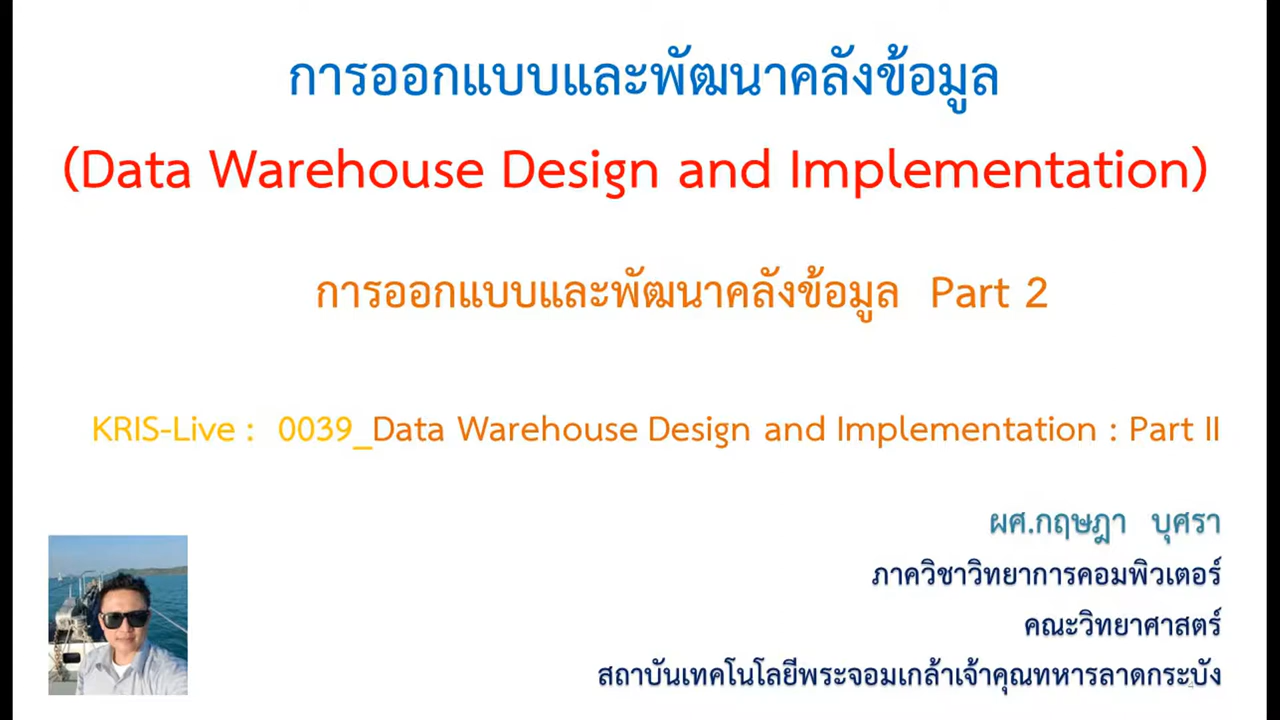 การออกแบบและพัฒนาคลังข้อมูล
(Data Warehouse Design and Implementation)
การออกแบบและพัฒนาคลังข้อมูล Part 2
KRIS-Live : 0039_Data Warehouse Design and Implementation : Part II
ผศ.กฤษฎา บุศรา
ภาควิชาวิทยาการคอมพิวเตอร์
คณะวิทยาศาสตร์
สถาบันเทคโนโลยีพระจอมเกล้าเจ้าคุณทหารลาดกระบัง